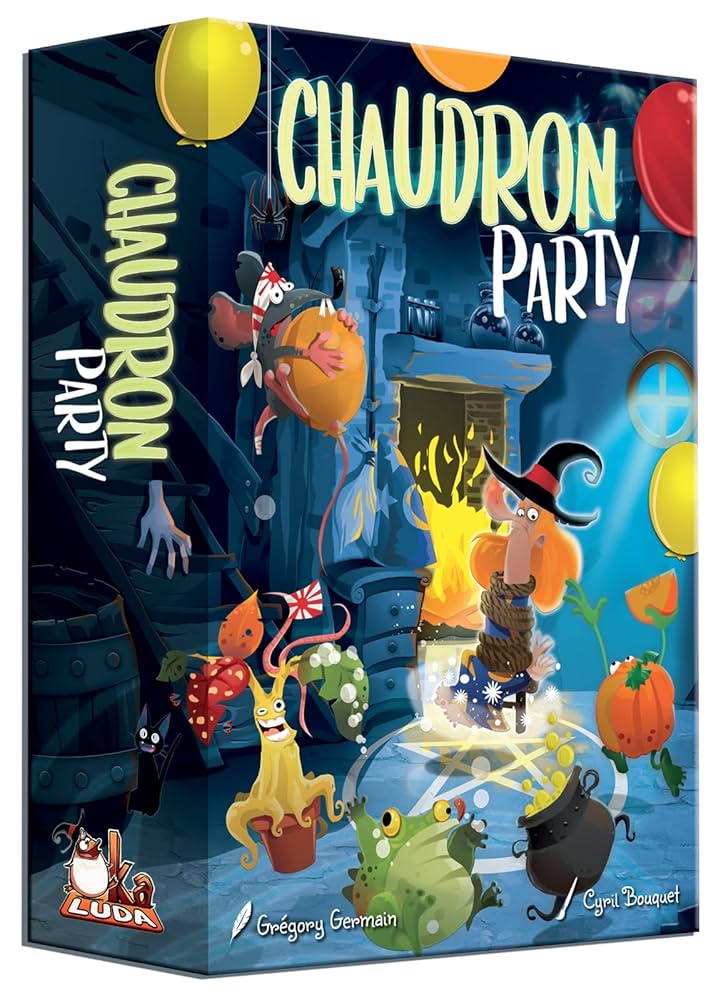 CHAUDRON
PARTY
CHAUDRON
PARTY
Oka
LUDA
Grégory Germain
Cyril Bouquet